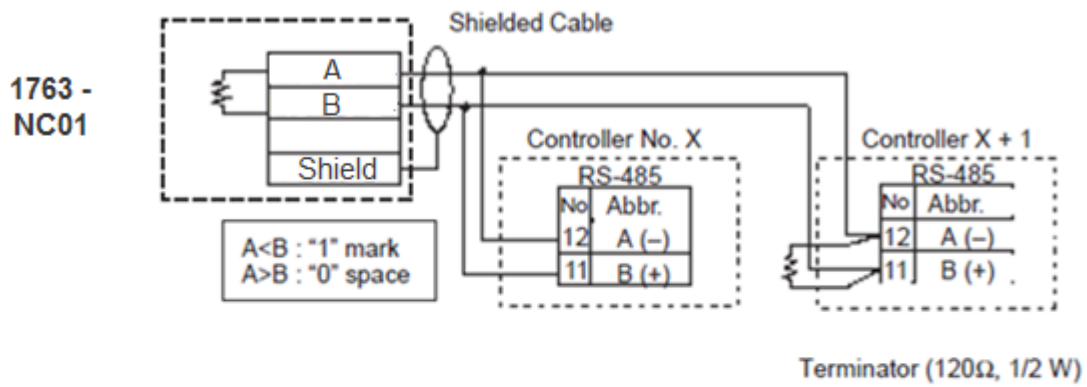 Shielded Cable
1763 -
NC01
A
B
Shield
A<B : "1" mark
A>B : "0" space
Controller No. X
RS-485
No Abbr.
12 A (–)
11 B (+)
Controller X + 1
RS-485
No Abbr.
12 A (–)
11 B (+)
Terminator (120Ω, 1/2 W)